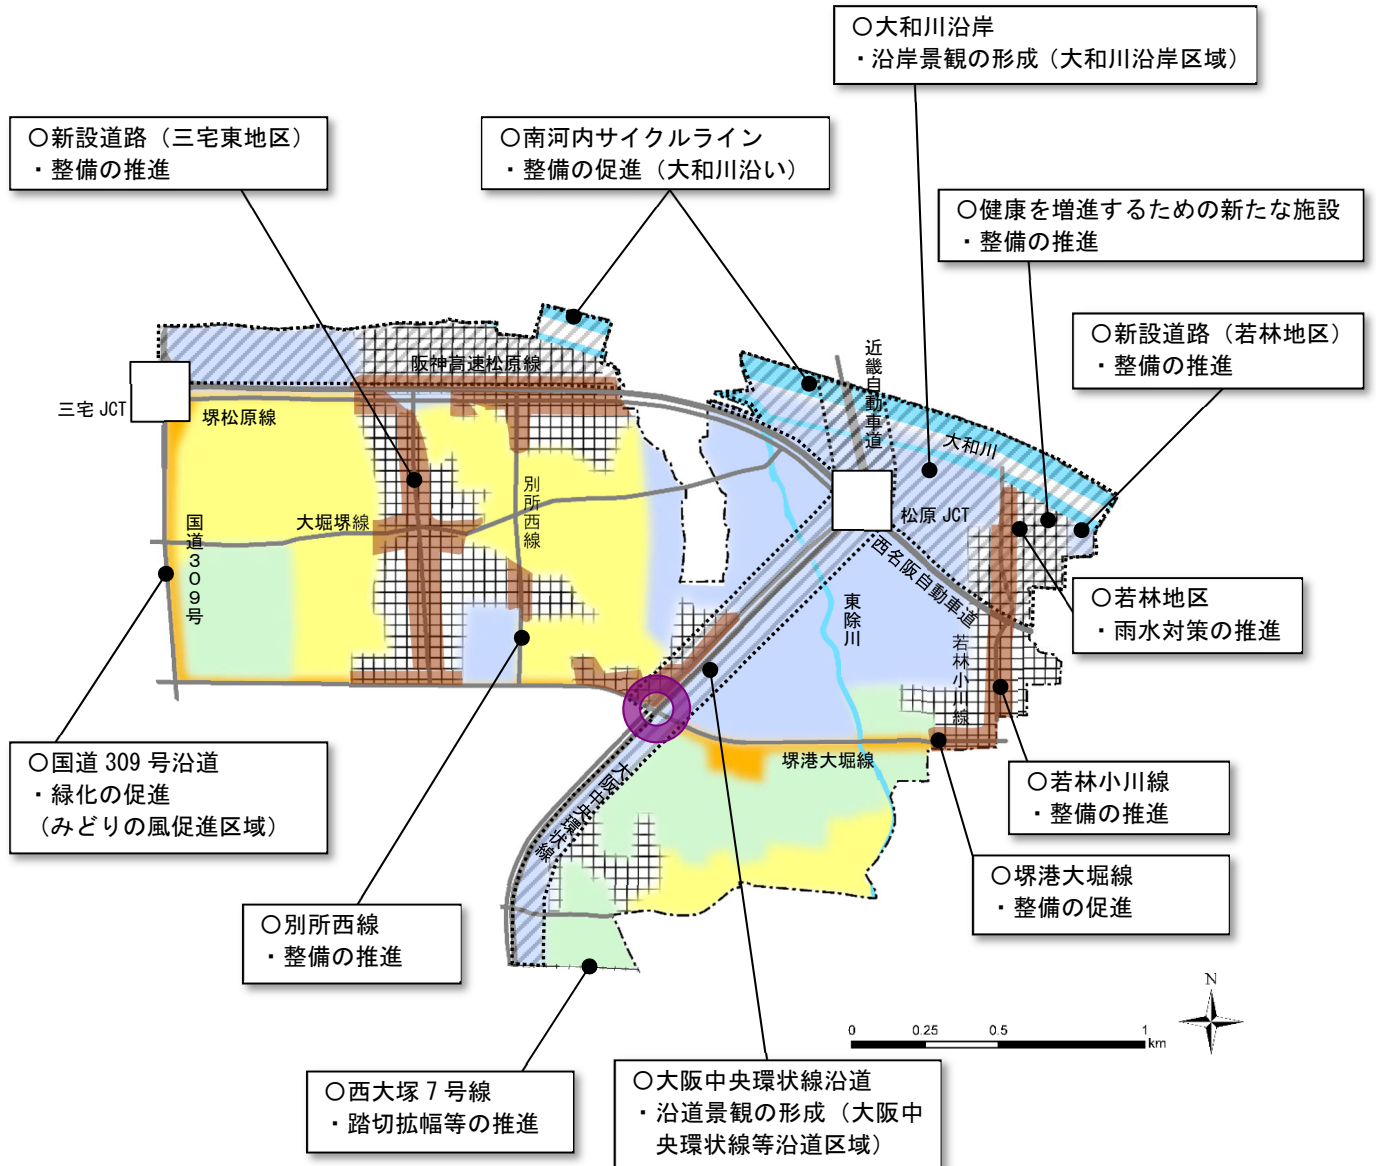 ○大和川沿岸
・沿岸景観の形成（大和川沿岸区域）
○新設道路（三宅東地区）
・整備の推進
○南河内サイクルライン
・整備の促進（大和川沿い）
○健康を増進するための新たな施設
・整備の推進
○新設道路（若林地区）
・整備の推進
阪神高速松原線
近畿自動車道
三宅 JCT
堺松原線
大和川
別所西線
松原 JCT
国道３０９号
大堀堺線
西名阪自動車道
東除川
○若林地区
・雨水対策の推進
若林小川線
○国道 309 号沿道
・緑化の促進
（みどりの風促進区域）
堺港大堀線
大阪中央環状線
○若林小川線
・整備の推進
○堺港大堀線
・整備の促進
○別所西線
・整備の推進
N
0 0.25 0.5 1
km
○西大塚 7 号線
・踏切拡幅等の推進
○大阪中央環状線沿道
・沿道景観の形成（大阪中
央環状線等沿道区域）